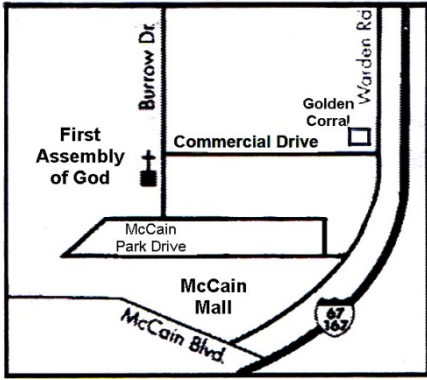 Burrow Dr.
Warden Rd
Golden
Corral
First
Assembly
of God
Commercial Drive
McCain
Park Drive
McCain
Mall
McCain Blvd.
67
167